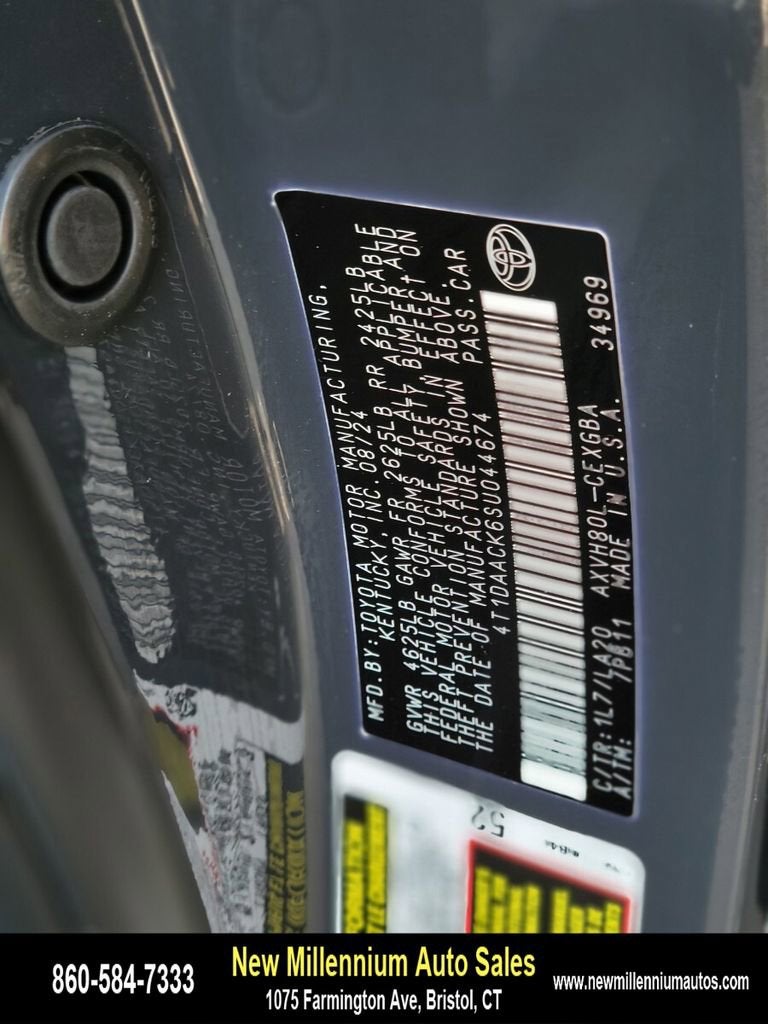 MFD.BY:TOYOTA MOTOR MANUFACTURING,
KENTUCKY, INC. 08/24
GVWR 4625LB GAWR FR 2625LB RR 2425LB
THIS VEHICLE CONFORMS TO ALL APPLICABLE
FEDERAL MOTOR VEHICLE SAFETY, BUMPER AND
THEFT PREVENTION STANDARDS IN EFFECT ON
THE DATE OF MANUFACTURE SHOWN ABOVE.
4T1DAACK6SU044674 PASS.CAR
C/TR:1L7/LA20 AXVH80L-CEXGBA 34969
A/TM: 7PB11 MADE IN U.S.A.
52
860-584-7333
New Millennium Auto Sales
1075 Farmington Ave, Bristol, CT
www.newmillenniumautos.com